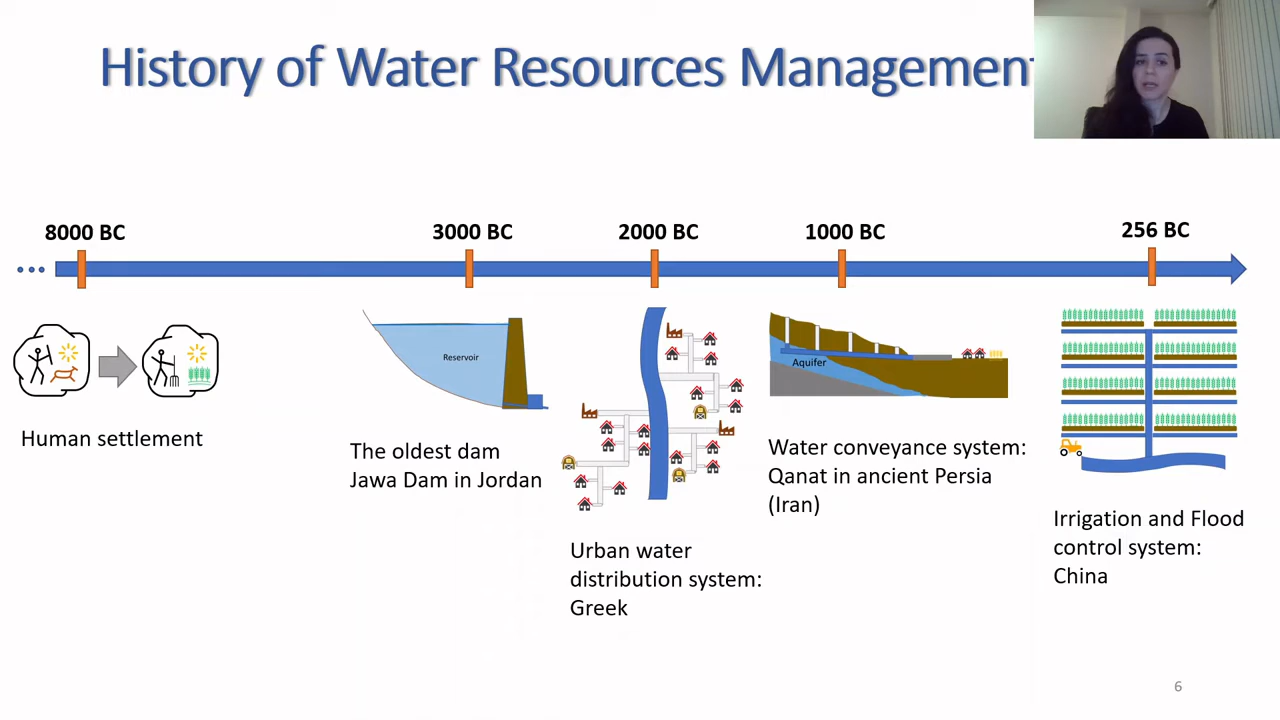 History of Water Resources Management
8000 BC
3000 BC
2000 BC
1000 BC
256 BC
Human settlement
Reservoir
The oldest dam
Jawa Dam in Jordan
Urban water
distribution system:
Greek
Aquifer
Water conveyance system:
Qanat in ancient Persia
(Iran)
Irrigation and Flood
control system:
China
6